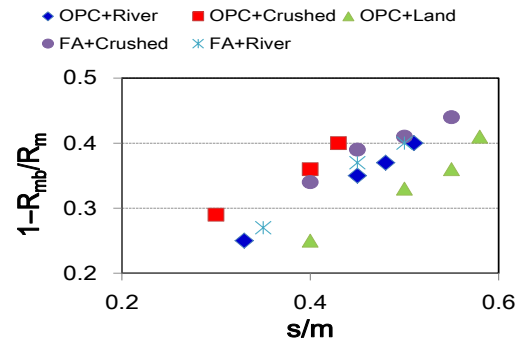 OPC+River OPC+Crushed OPC+Land
FA+Crushed FA+River
0.5
0.4
0.3
0.2
1−Rmb/Rm
0.2 0.4 0.6
s/m